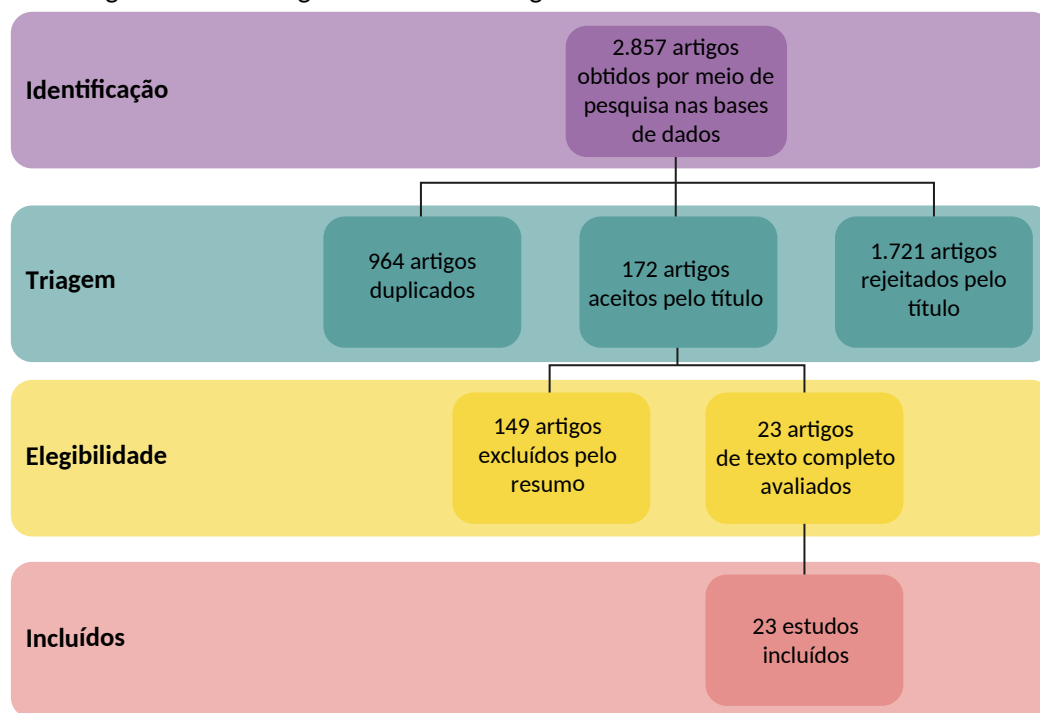 Identificação
2.857 artigos
obtidos por meio de
pesquisa nas bases
de dados
Triagem
964 artigos
duplicados
172 artigos
aceitos pelo título
1.721 artigos
rejeitados pelo
título
Elegibilidade
149 artigos
excluídos pelo
resumo
23 artigos
de texto completo
avaliados
Incluídos
23 estudos
incluídos